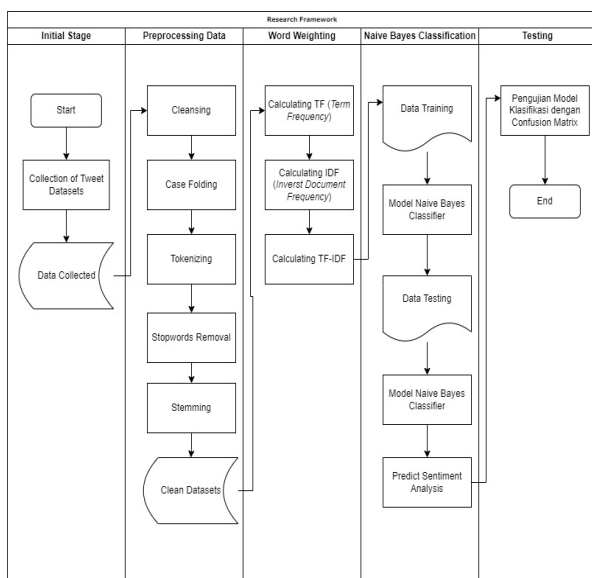 Research Framework
Initial Stage
Preprocessing Data
Word Weighting
Naive Bayes Classification
Testing
Start
Collection of Tweet
Datasets
Data Collected
Cleansing
Case Folding
Tokenizing
Stopwords Removal
Stemming
Clean Datasets
Calculating TF (Term
Frequency)
Calculating IDF
(Inverst Document
Frequency)
Calculating TF-IDF
Data Training
Model Naive Bayes
Classifier
Data Testing
Model Naive Bayes
Classifier
Predict Sentiment
Analysis
Pengujian Model
Klasifikasi dengan
Confusion Matrix
End